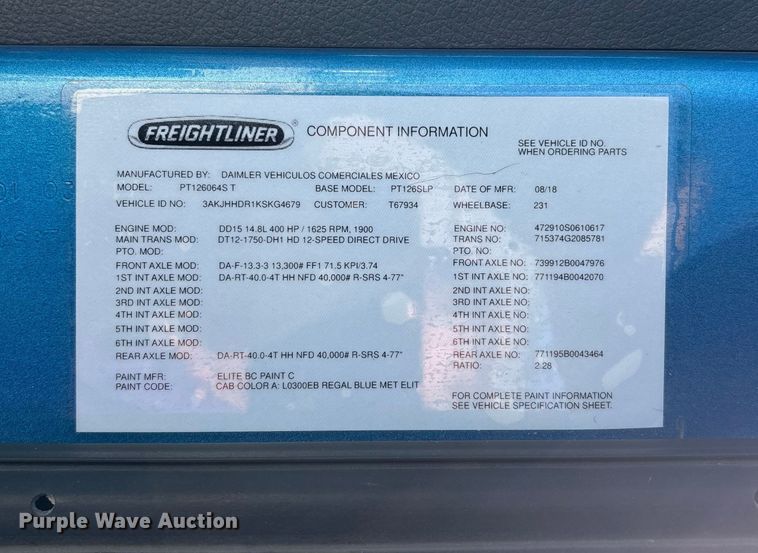 FREIGHTLINER ® COMPONENT INFORMATION
SEE VEHICLE ID NO.
WHEN ORDERING PARTS
MANUFACTURED BY: DAIMLER VEHICULOS COMERCIALES MEXICO
MODEL: PT126064S T BASE MODEL: PT126SLP DATE OF MFR: 08/18
VEHICLE ID NO: 3AKJHHDR1KSKG4679 CUSTOMER: T67934 WHEELBASE: 231
ENGINE MOD: DD15 14.8L 400 HP / 1625 RPM, 1900 ENGINE NO: 472910S0610617
MAIN TRANS MOD: DT12-1750-DH1 HD 12-SPEED DIRECT DRIVE TRANS NO: 715374G2085781
PTO. MOD: PTO. NO:
FRONT AXLE MOD: DA-F-13.3-3 13,300# FF1 71.5 KPI/3.74 FRONT AXLE NO: 739912B0047976
1ST INT AXLE MOD: DA-RT-40.0-4T HH NFD 40,000# R-SRS 4-77" 1ST INT AXLE NO: 771194B0042070
2ND INT AXLE MOD: 2ND INT AXLE NO:
3RD INT AXLE MOD: 3RD INT AXLE NO:
4TH INT AXLE MOD: 4TH INT AXLE NO:
5TH INT AXLE MOD: 5TH INT AXLE NO:
6TH INT AXLE MOD: 6TH INT AXLE NO:
REAR AXLE MOD: DA-RT-40.0-4T HH NFD 40,000# R-SRS 4-77" REAR AXLE NO: 771195B0043464
RATIO: 2.28
PAINT MFR: ELITE BC PAINT C
PAINT CODE: CAB COLOR A: L0300EB REGAL BLUE MET ELIT
FOR COMPLETE PAINT INFORMATION
SEE VEHICLE SPECIFICATION SHEET.
Purple Wave Auction